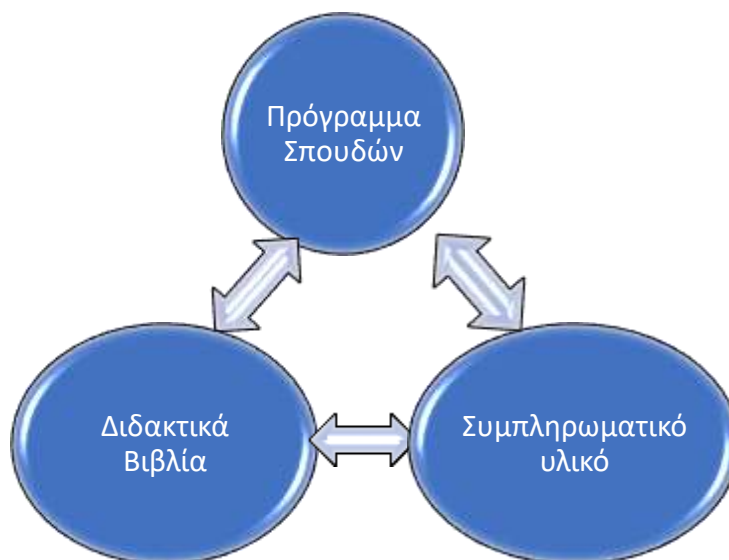 Πρόγραμμα
Σπουδών
Διδακτικά
Βιβλία
Συμπληρωματικό
υλικό